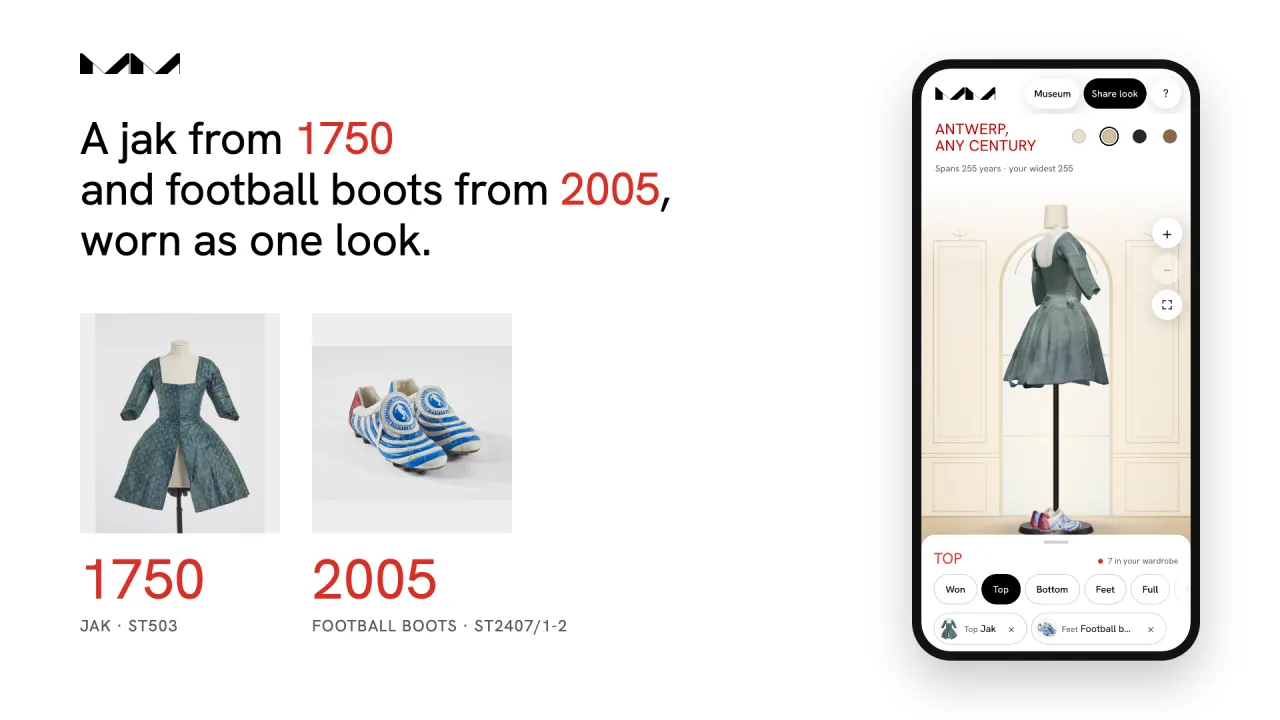 A jak from 1750
and football boots from 2005,
worn as one look.
1750
JAK · ST503
2005
FOOTBALL BOOTS · ST2407/1-2
Museum
Share look
?
ANTWERP,
ANY CENTURY
Spans 255 years · your widest 255
+
−
TOP
7 in your wardrobe
Won
Top
Bottom
Feet
Full
Top Jak ×
Feet Football b... ×